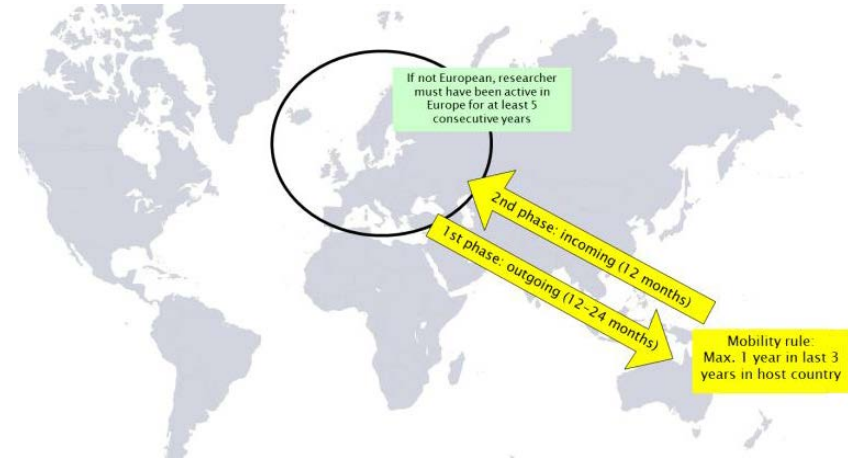 If not European, researcher
must have been active in
Europe for at least 5
consecutive years
2nd phase: incoming (12 months)
1st phase: outgoing (12-24 months)
Mobility rule:
Max. 1 year in last 3
years in host country